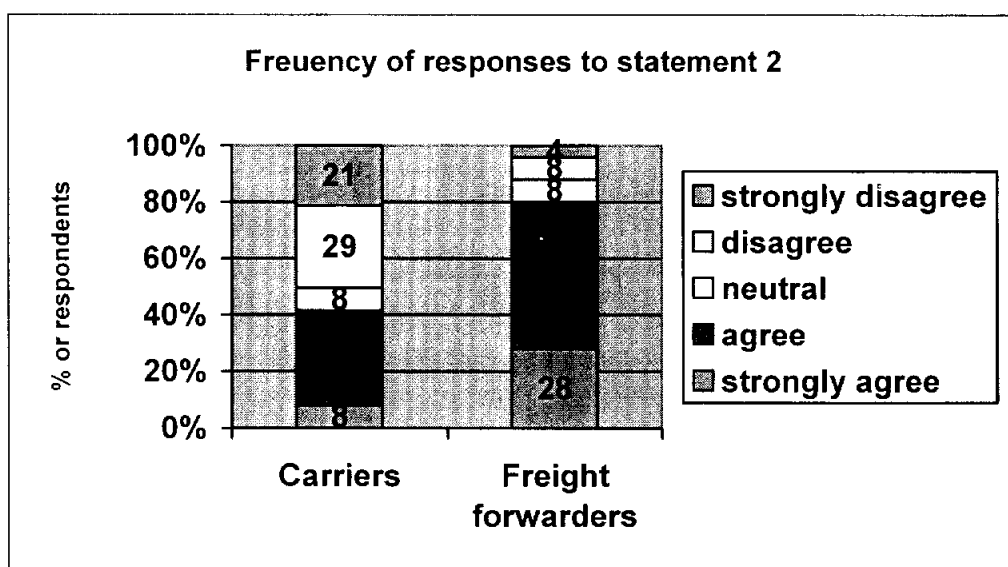 Freuency of responses to statement 2
% or respondents
100%
80%
60%
40%
20%
0%
21
29
8
8
4
8
8
28
Carriers
Freight
forwarders
strongly disagree
disagree
neutral
agree
strongly agree